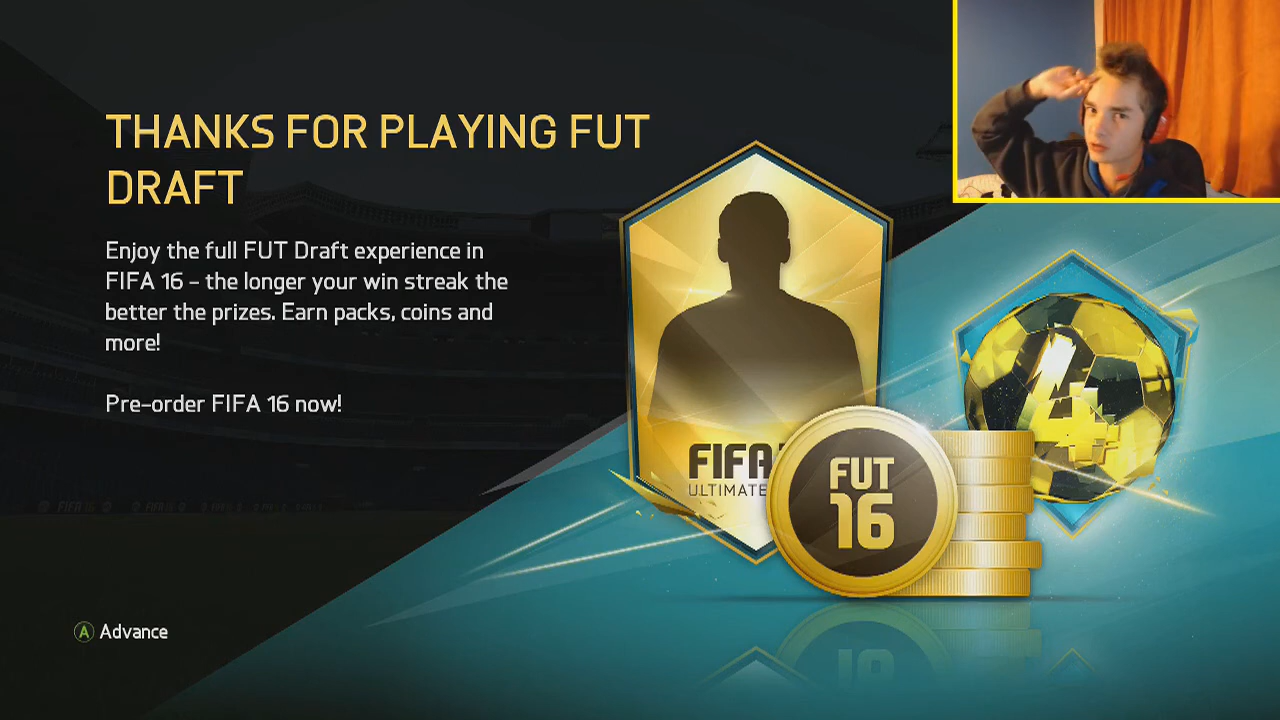 THANKS FOR PLAYING FUT
DRAFT
Enjoy the full FUT Draft experience in
FIFA 16 - the longer your win streak the
better the prizes. Earn packs, coins and
more!
Pre-order FIFA 16 now!
FIFA
ULTIMATE
FUT
16
A Advance